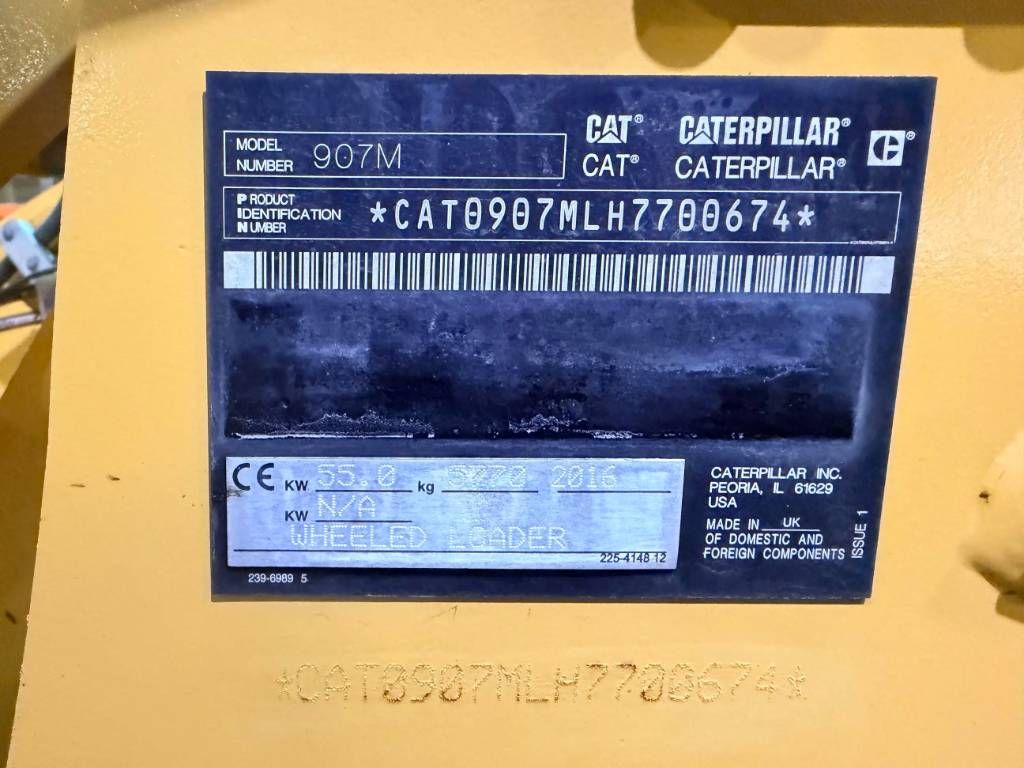 MODEL NUMBER 907M
CAT® CATERPILLAR®
CAT® CATERPILLAR®
PRODUCT IDENTIFICATION NUMBER *CAT0907MLH7700674*
CE KW 55.0 kg 5070 2016
KW N/A
WHEELED LOADER
225-4148 12
239-6989 5
CATERPILLAR INC.
PEORIA, IL 61629
USA
MADE IN UK
OF DOMESTIC AND
FOREIGN COMPONENTS
ISSUE 1
*CAT0907MLH7700674*